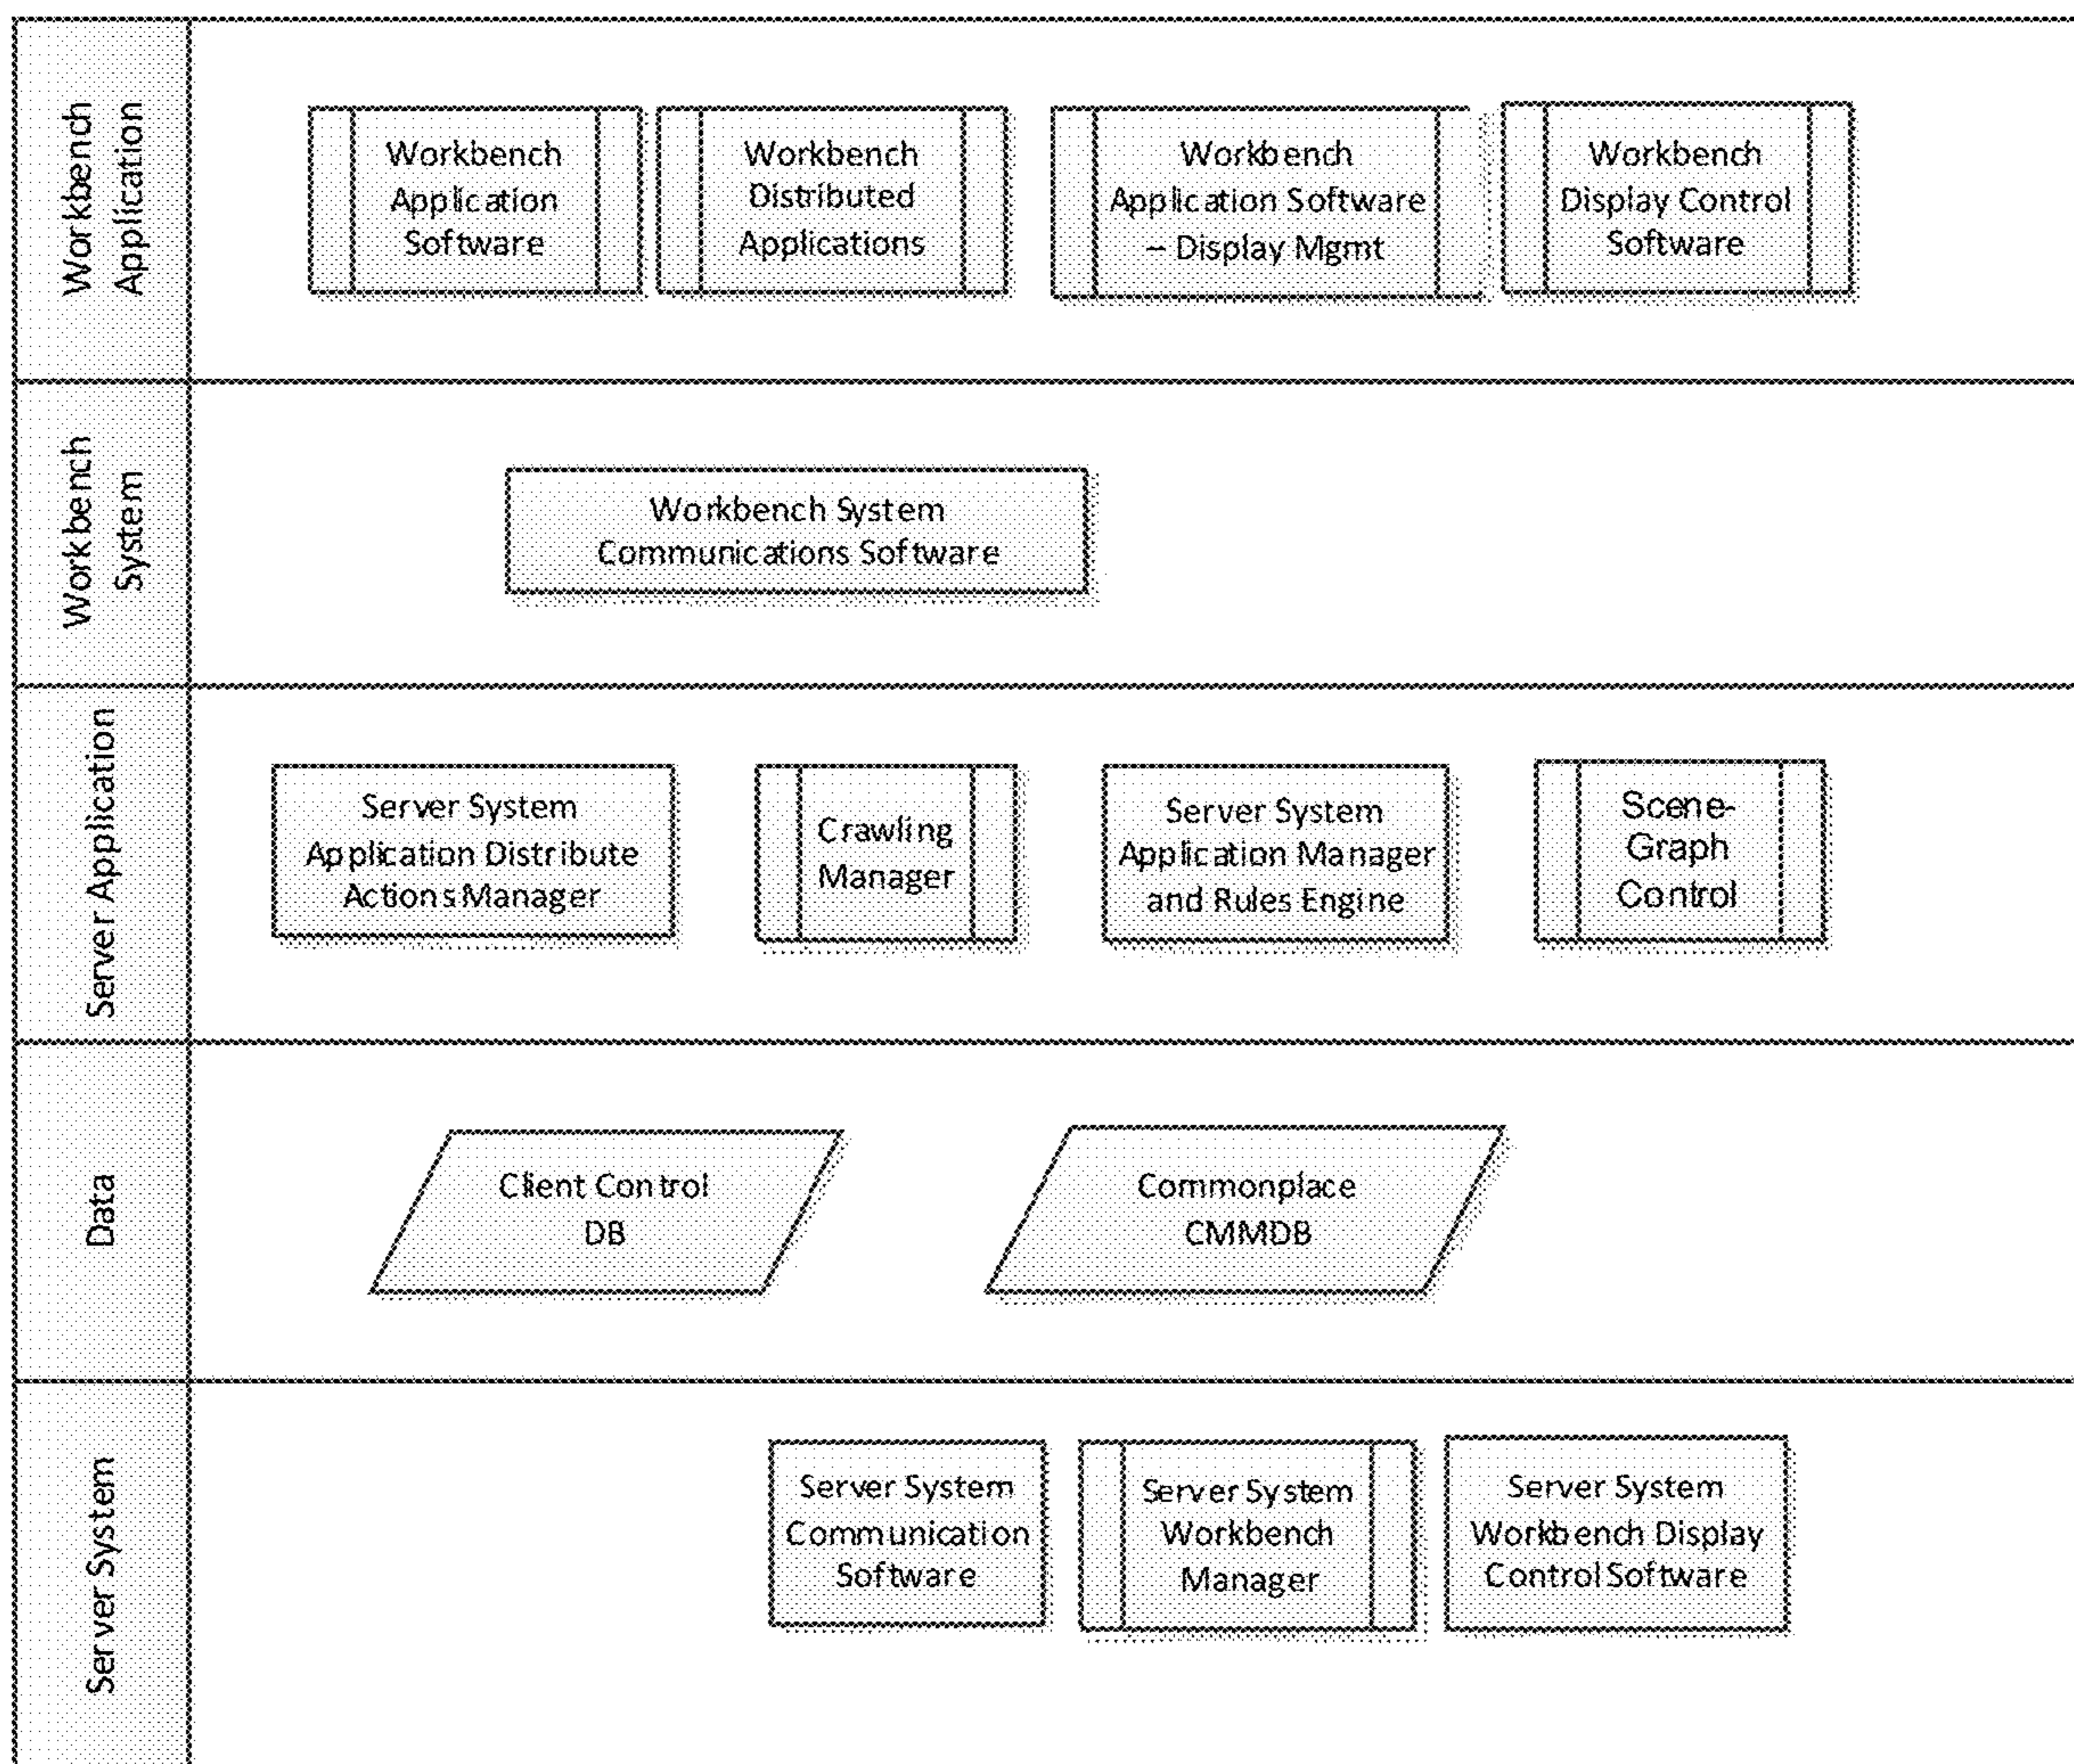 Workbench
Application
Workbench
Application
Software
Workbench
Distributed
Applications
Workbench
Application Software
– Display Mgmt
Workbench
Display Control
Software
Workbench
System
Workbench System
Communications Software
Server Application
Server System
Application Distribute
Actions Manager
Crawling
Manager
Server System
Application Manager
and Rules Engine
Scene-
Graph
Control
Data
Client Control
DB
Commonplace
CMMDB
Server System
Server System
Communication
Software
Server System
Workbench
Manager
Server System
Workbench Display
Control Software